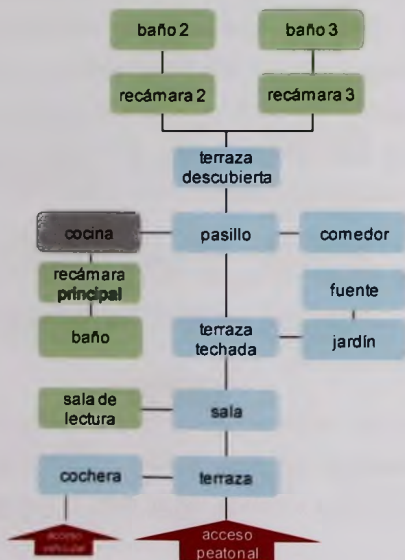 baño 2
baño 3
recámara 2
recámara 3
terraza
descubierta
cocina
pasillo
comedor
recámara
principal
fuente
baño
terraza
techada
jardín
sala de
lectura
sala
cochera
terraza
acceso
vehicular
acceso
peatonal